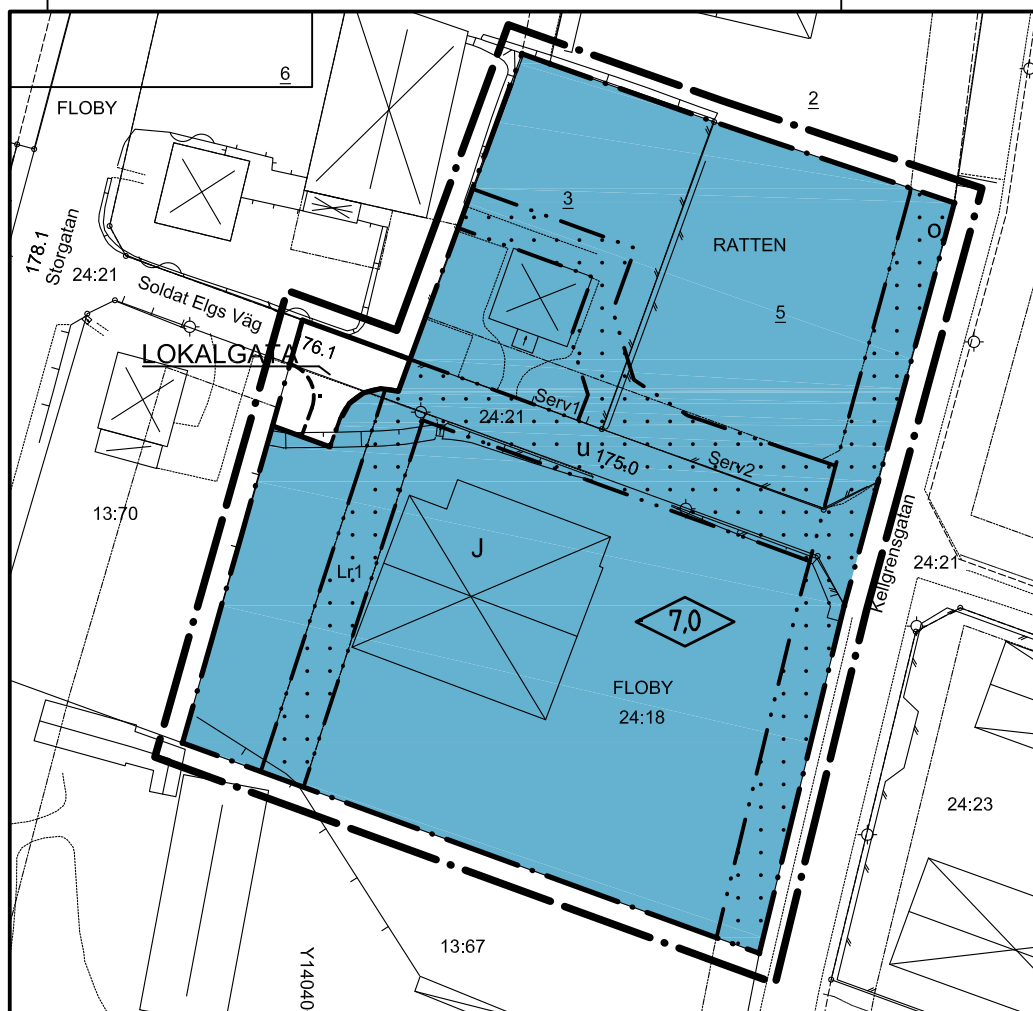 6
2
FLOBY
3
O
RATTEN
178.1
Storgatan
24:21
Soldat Elgs Väg
5
LOKALGATA
76.1
Serv1
24:21
u 175.0
Serv2
13:70
J
Kellgrensgatan
24:21
Lr1
7,0
FLOBY
24:18
24:23
13:67
Y14040